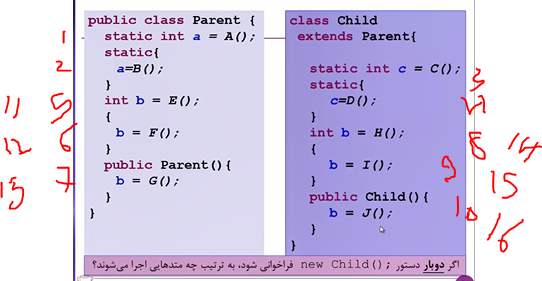 public class Parent {
static int a = A();
static{
a=B();
}
int b = E();
{
b = F();
}
public Parent(){
b = G();
}
}
class Child
extends Parent{
static int c = C();
static{
c=D();
}
int b = H();
{
b = I();
}
public Child(){
b = J();
}
}
1
2
11 5
12 6
13 7
3
4
8 14
9 15
10 16
اگر دوبار دستور new Child(); فراخوانی شود، به ترتیب چه متدهایی اجرا می‌شوند؟